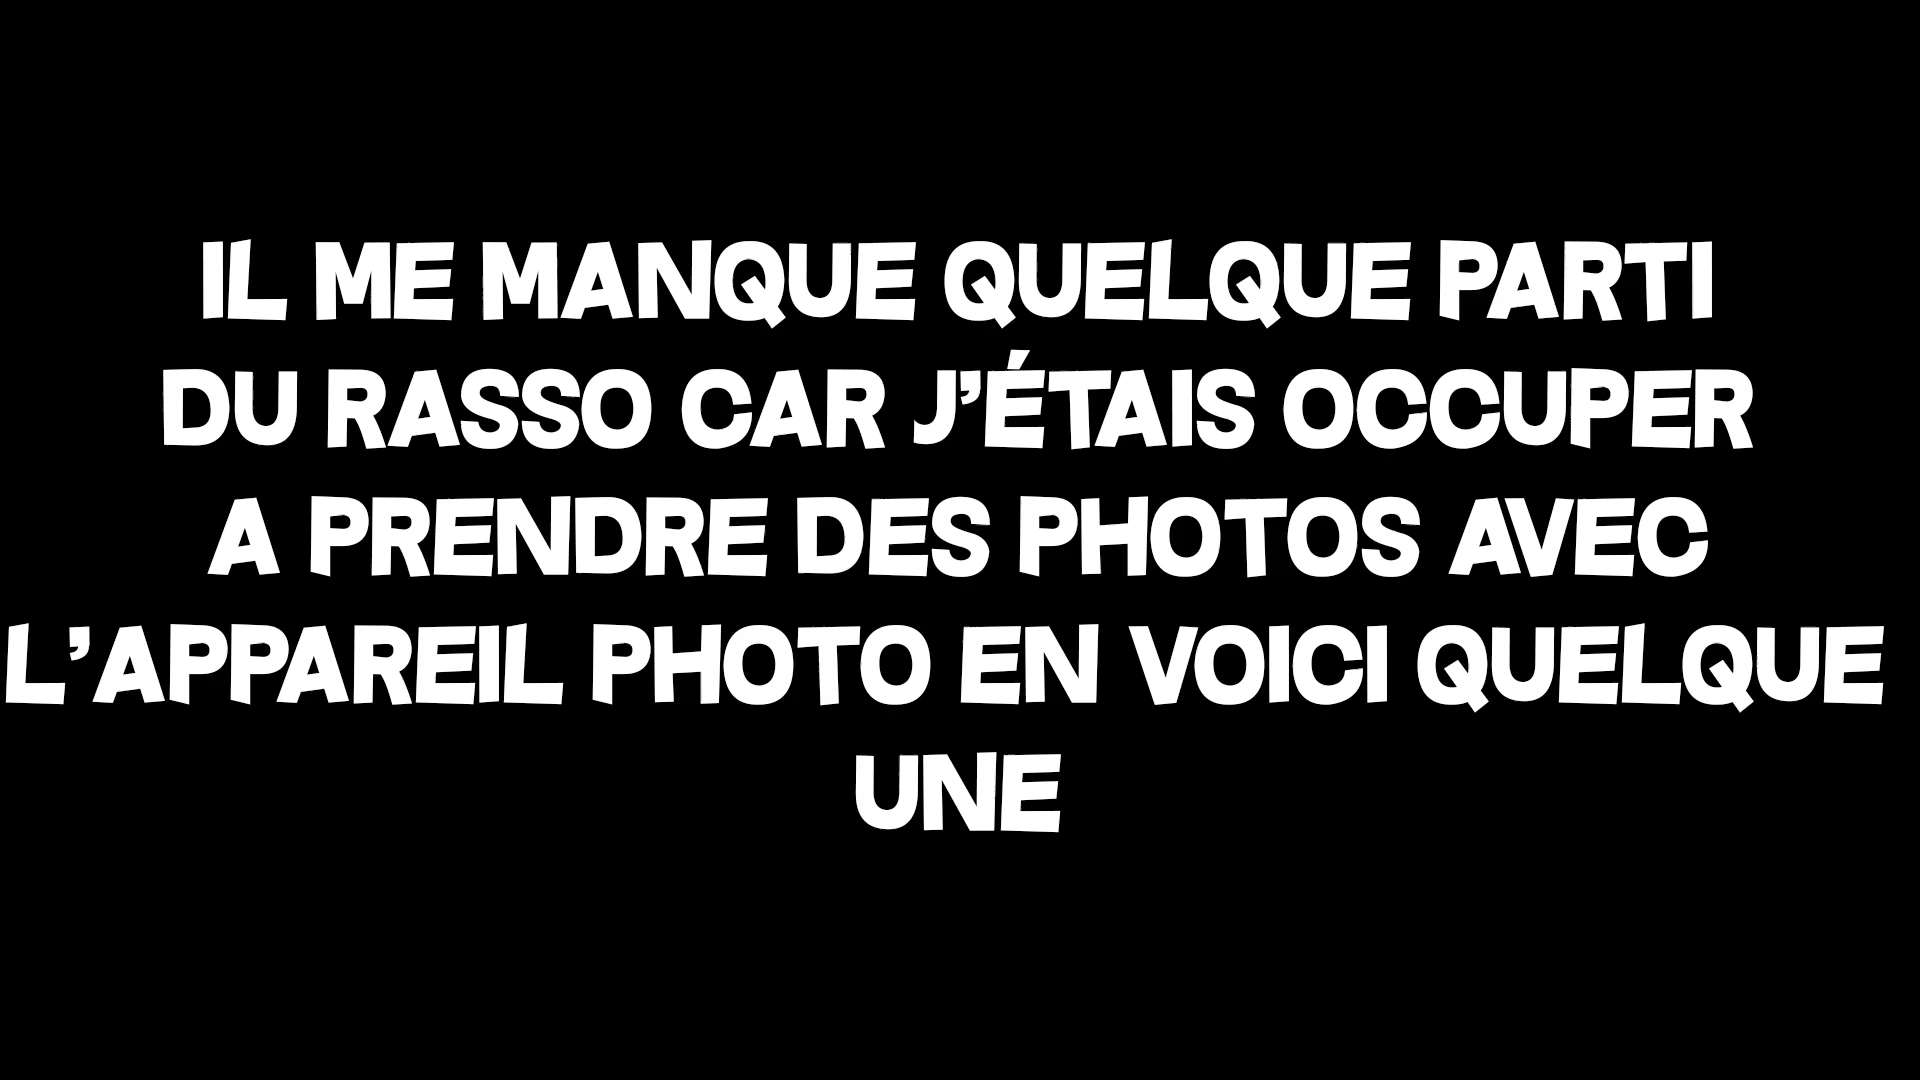 IL ME MANQUE QUELQUE PARTI
DU RASSO CAR J’ÉTAIS OCCUPER
A PRENDRE DES PHOTOS AVEC
L’APPAREIL PHOTO EN VOICI QUELQUE
UNE